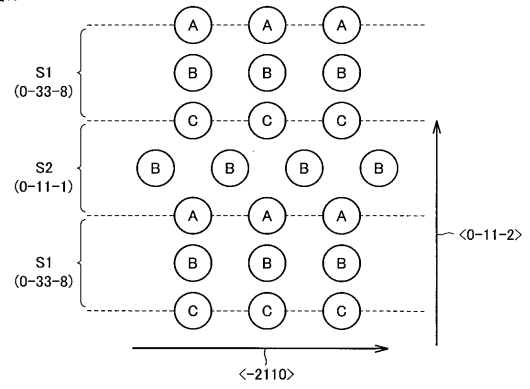 A A A
S1
(0-33-8)
B B B
C C C
S2
(0-11-1)
B B B B
A A A
<0-11-2>
S1
(0-33-8)
B B B
C C C
<-2110>